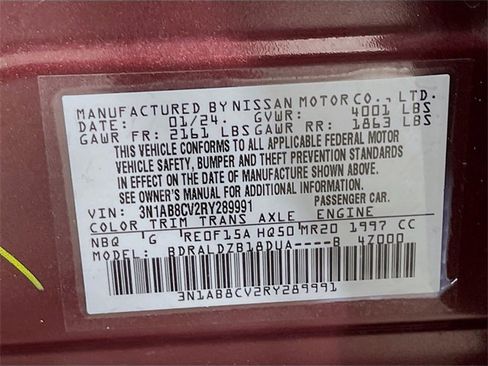 MANUFACTURED BY NISSAN MOTOR CO., LTD.
DATE: 01/24. GVWR: 4001 LBS
GAWR FR: 2161 LBS GAWR RR: 1863 LBS
THIS VEHICLE CONFORMS TO ALL APPLICABLE FEDERAL MOTOR
VEHICLE SAFETY, BUMPER AND THEFT PREVENTION STANDARDS
IN EFFECT ON THE DATE OF MANUFACTURE SHOWN ABOVE.
SEE OWNER'S MANUAL FOR ADDITIONAL INFORMATION.
VIN: 3N1AB8CV2RY289991 PASSENGER CAR.
COLOR TRIM TRANS AXLE ENGINE
NBQ G RE0F15A HQ50 MR20 1997 CC
MODEL: BDRALDZB18DUA----B 4Z000
3N1AB8CV2RY289991